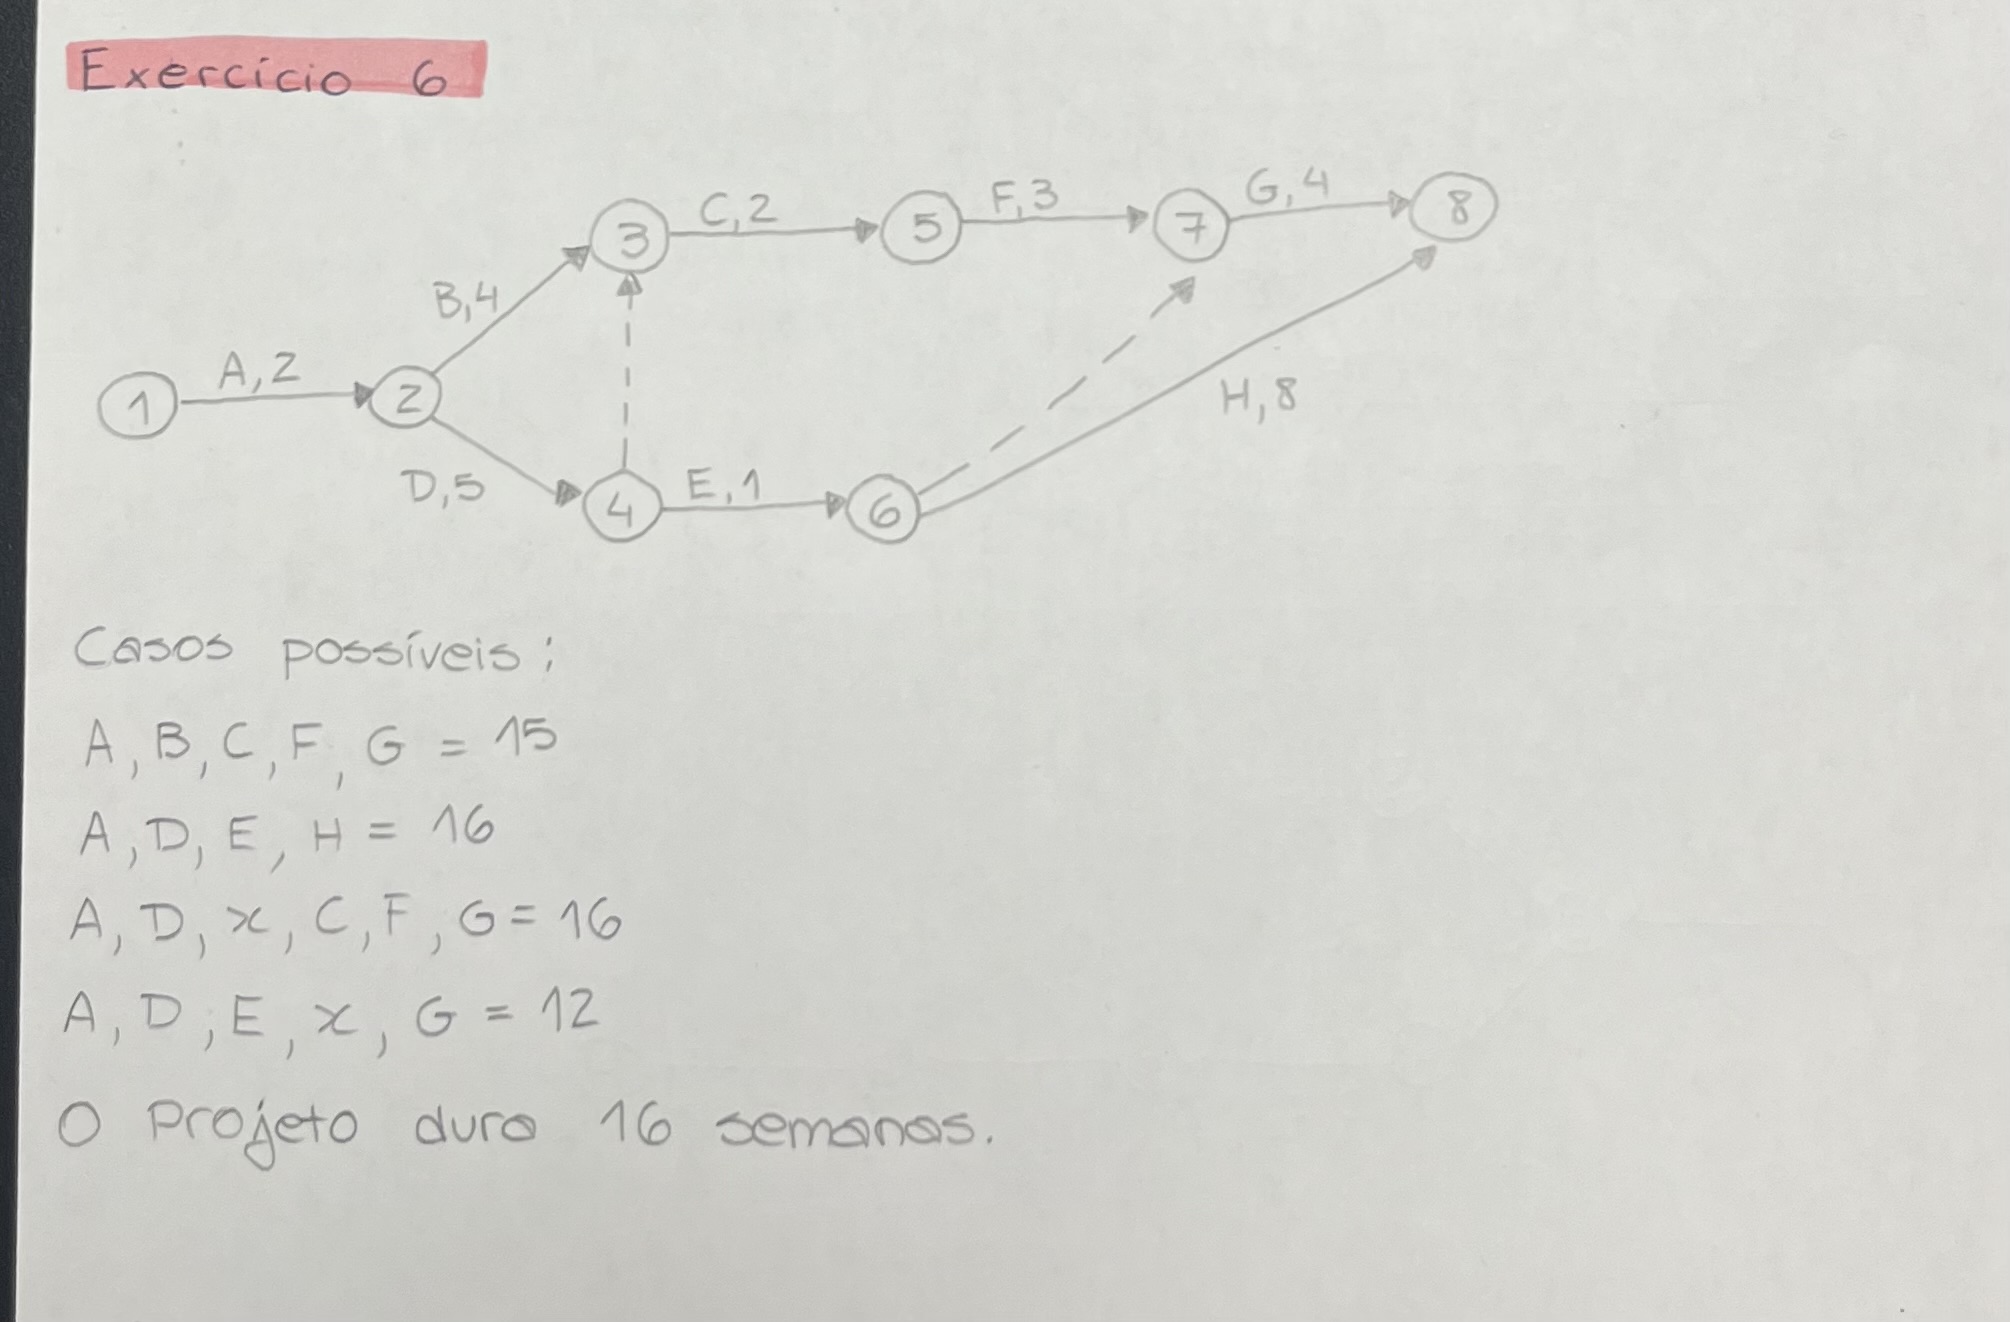 Exercício 6
3 C,2 5 F,3 7 G,4 8
B,4
1 A,2 2
H,8
D,5 4 E,1 6
Casos possíveis:
A, B, C, F, G = 15
A, D, E, H = 16
A, D, x, C, F, G = 16
A, D, E, x, G = 12
O Projeto dura 16 semanas.